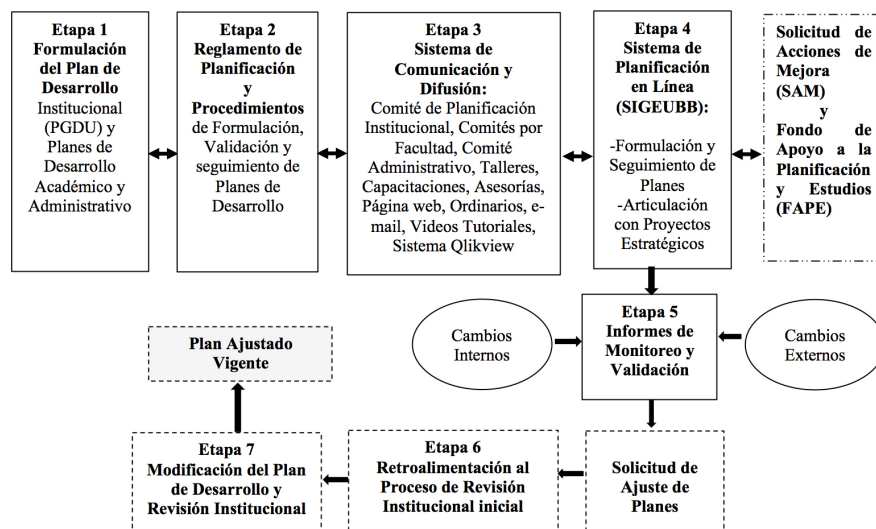 Etapa 1
Formulación
del Plan de
Desarrollo
Institucional
(PGDU) y
Planes de
Desarrollo
Académico y
Administrativo
Etapa 2
Reglamento de
Planificación
y
Procedimientos
de Formulación,
Validación y
seguimiento de
Planes de
Desarrollo
Etapa 3
Sistema de
Comunicación y
Difusión:
Comité de Planificación
Institucional, Comités por
Facultad, Comité
Administrativo, Talleres,
Capacitaciones, Asesorías,
Página web, Ordinarios, e-
mail, Videos Tutoriales,
Sistema Qlikview
Etapa 4
Sistema de
Planificación
en Línea
(SIGEUBB):
-Formulación y
Seguimiento de
Planes
-Articulación
con Proyectos
Estratégicos
Solicitud de
Acciones de
Mejora
(SAM)
y
Fondo de
Apoyo a la
Planificación
y Estudios
(FAPE)
Cambios
Internos
Etapa 5
Informes de
Monitoreo y
Validación
Cambios
Externos
Plan Ajustado
Vigente
Etapa 7
Modificación del Plan
de Desarrollo y
Revisión Institucional
Etapa 6
Retroalimentación al
Proceso de Revisión
Institucional inicial
Solicitud de
Ajuste de
Planes